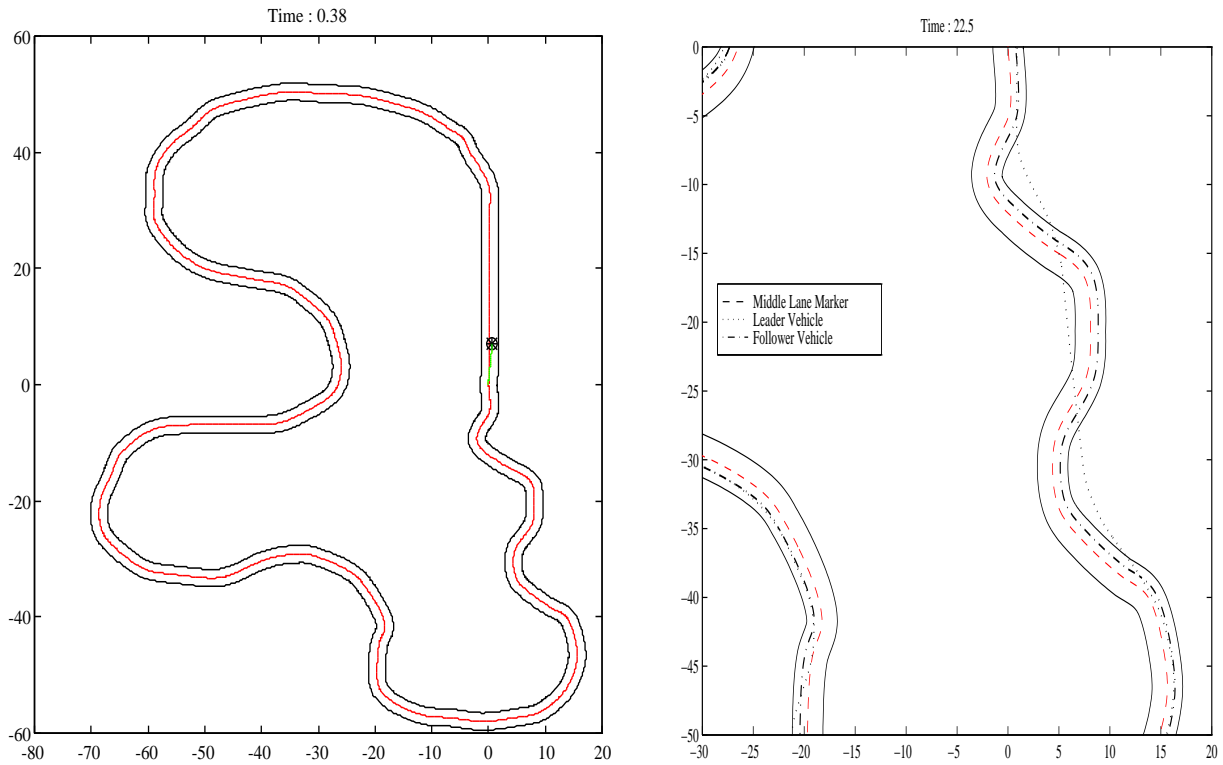 Time : 0.38
60
40
20
0
-20
-40
-60
-80 -70 -60 -50 -40 -30 -20 -10 0 10 20
Time : 22.5
0
−5
−10
−15
−20
−25
−30
−35
−40
−45
−50
−30 −25 −20 −15 −10 −5 0 5 10 15 20
Middle Lane Marker
Leader Vehicle
Follower Vehicle